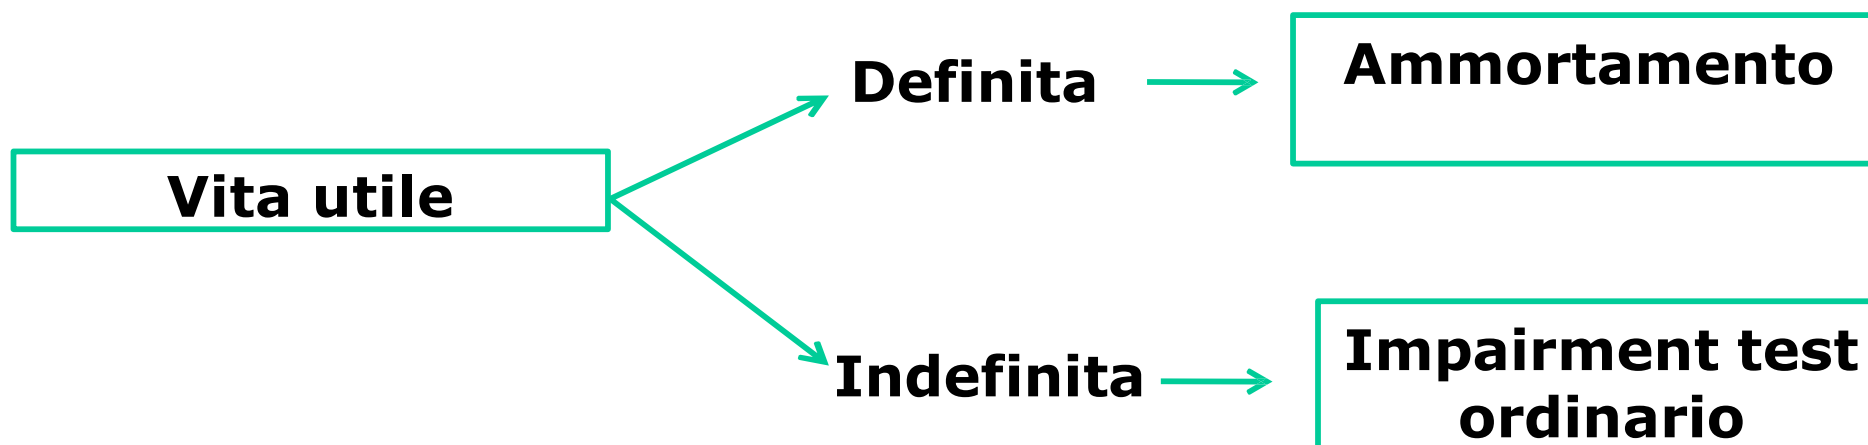 Vita utile
Definita
Ammortamento
Indefinita
Impairment test
ordinario